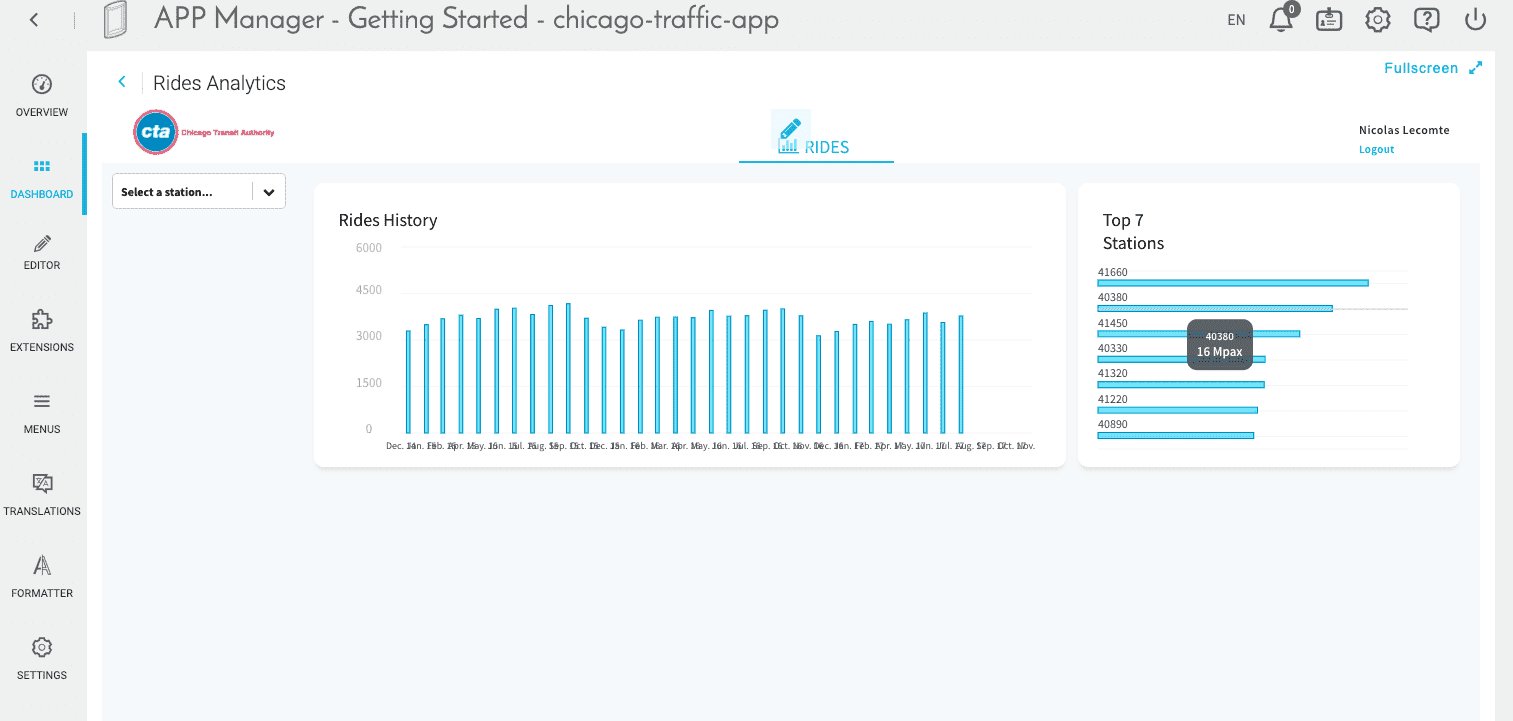 APP Manager - Getting Started - chicago-traffic-app
EN
0
OVERVIEW
DASHBOARD
EDITOR
EXTENSIONS
MENUS
TRANSLATIONS
FORMATTER
SETTINGS
Rides Analytics
Fullscreen
cta Chicago Transit Authority
RIDES
Nicolas Lecomte
Logout
Select a station...
Rides History
6000
4500
3000
1500
0
Dec. 14
Top 7
Stations
41660
40380
41450
40330
41320
41220
40890
40380
16 Mpax